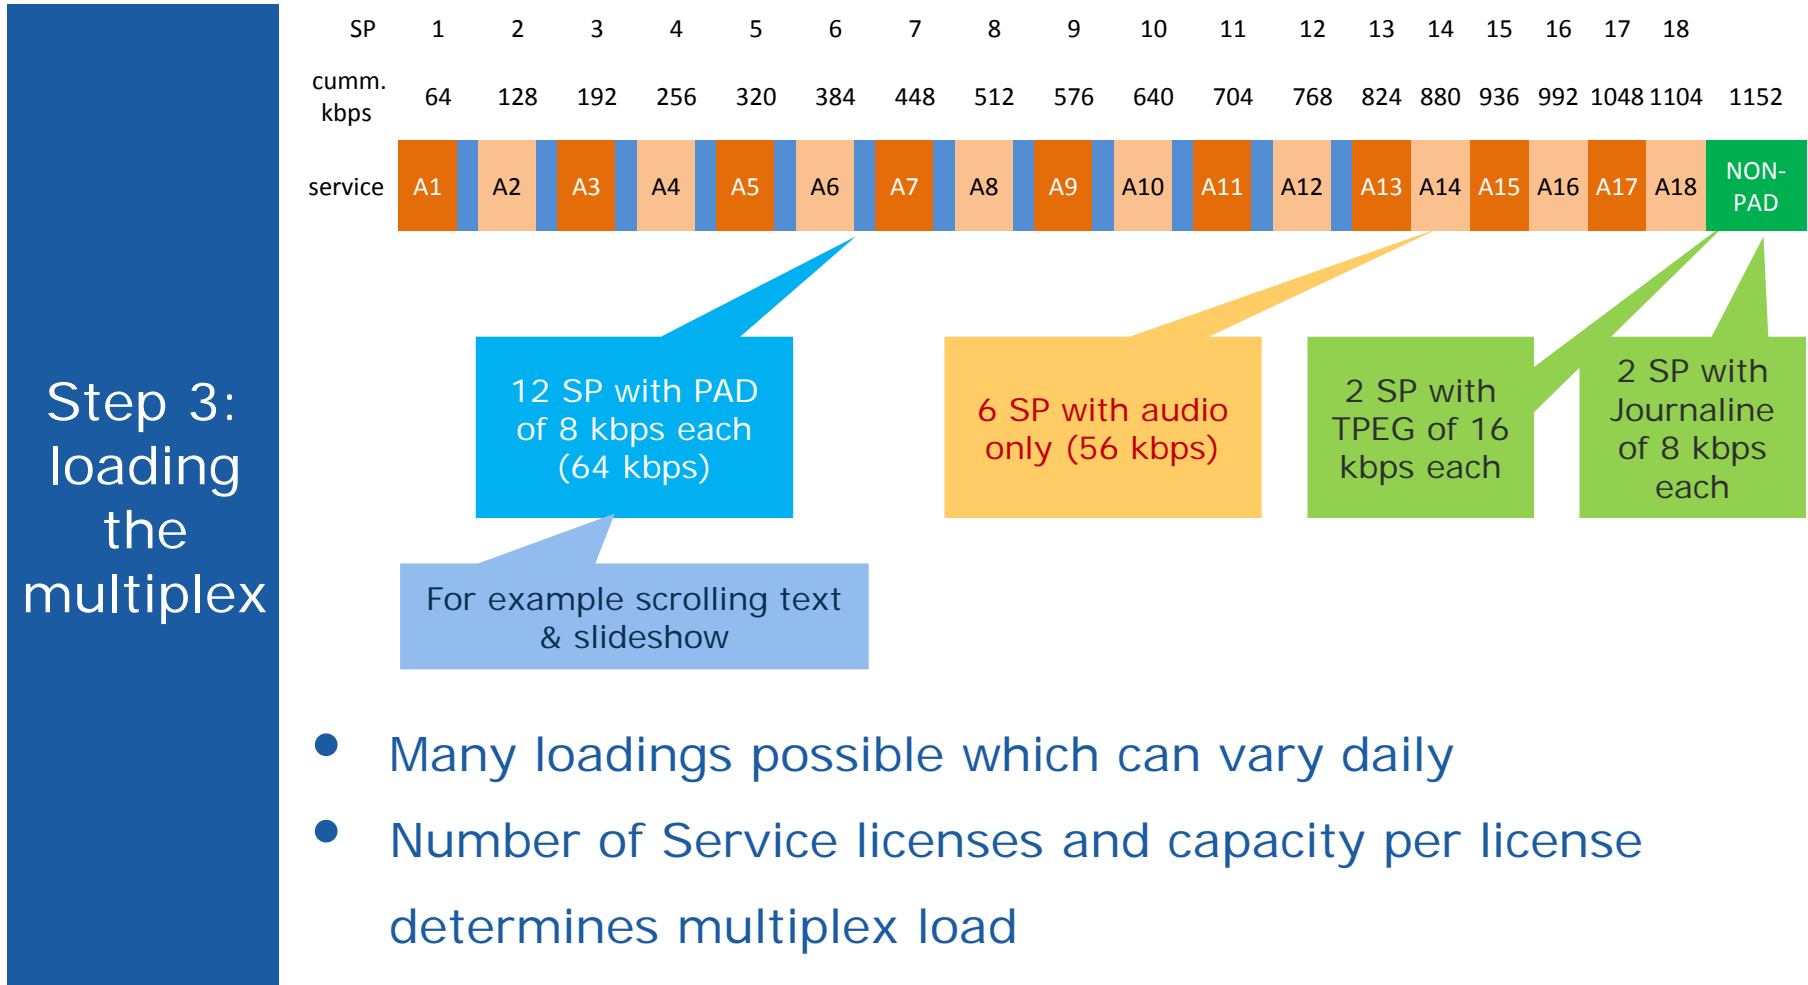 SP 1 2 3 4 5 6 7 8 9 10 11 12 13 14 15 16 17 18
cumm.
kbps 64 128 192 256 320 384 448 512 576 640 704 768 824 880 936 992 1048 1104 1152
service A1 A2 A3 A4 A5 A6 A7 A8 A9 A10 A11 A12 A13 A14 A15 A16 A17 A18 NON-
PAD
Step 3:
loading
the
multiplex
12 SP with PAD
of 8 kbps each
(64 kbps)
6 SP with audio
only (56 kbps)
2 SP with
TPEG of 16
kbps each
2 SP with
Journaline
of 8 kbps
each
For example scrolling text
& slideshow
• Many loadings possible which can vary daily
• Number of Service licenses and capacity per license
determines multiplex load